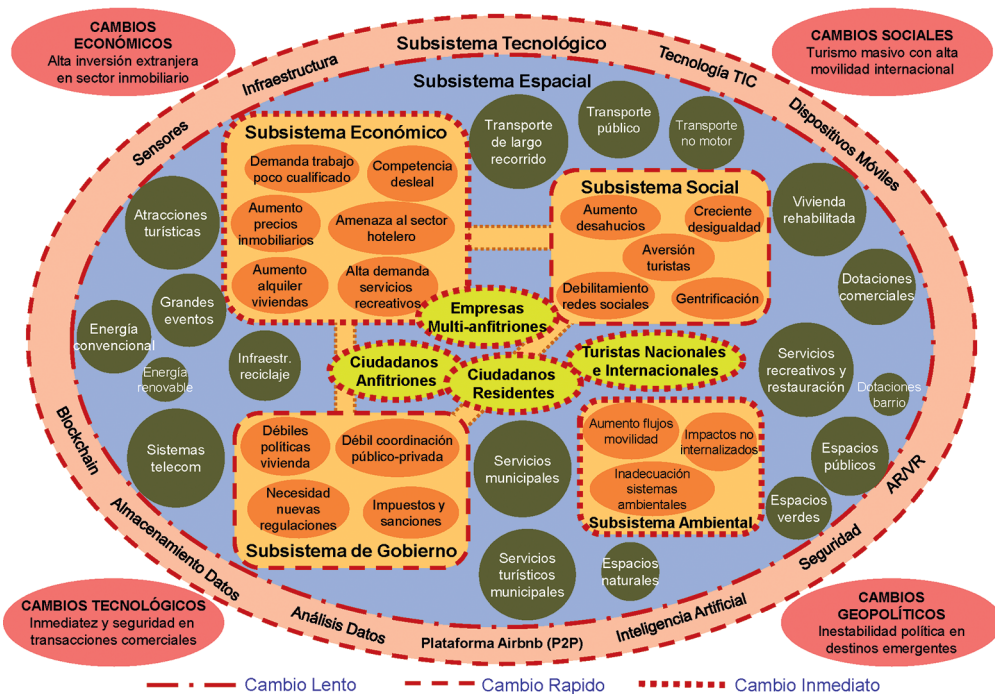 CAMBIOS
ECONÓMICOS
Alta inversión extranjera
en sector inmobiliario
CAMBIOS SOCIALES
Turismo masivo con alta
movilidad internacional
Subsistema Tecnológico
Infraestructura
Tecnología TIC
Sensores
Dispositivos Móviles
Subsistema Espacial
Transporte
de largo
recorrido
Transporte
público
Transporte
no motor
Subsistema Económico
Demanda trabajo
poco cualificado
Competencia
desleal
Aumento
precios
inmobiliarios
Amenaza al sector
hotelero
Aumento
alquiler
viviendas
Alta demanda
servicios
recreativos
Subsistema Social
Aumento
desahucios
Creciente
desigualdad
Aversión
turistas
Debilitamiento
redes sociales
Gentrificación
Vivienda
rehabilitada
Atracciones
turísticas
Dotaciones
comerciales
Grandes
eventos
Energía
convencional
Energía
renovable
Infraestr.
reciclaje
Empresas
Multi-anfitriones
Ciudadanos
Anfitriones
Ciudadanos
Residentes
Turistas Nacionales
e Internacionales
Servicios
recreativos y
restauración
Dotaciones
barrio
Sistemas
telecom
Débiles
políticas
vivienda
Débil coordinación
público-privada
Necesidad
nuevas
regulaciones
Impuestos y
sanciones
Subsistema de Gobierno
Servicios
municipales
Aumento flujos
movilidad
Impactos no
internalizados
Inadecuación
sistemas
ambientales
Subsistema Ambiental
Espacios
públicos
Espacios
verdes
Servicios
turísticos
municipales
Espacios
naturales
Blockchain
Almacenamiento Datos
Análisis Datos
Plataforma Airbnb (P2P)
Inteligencia Artificial
Seguridad
AR/VR
CAMBIOS TECNOLÓGICOS
Inmediatez y seguridad en
transacciones comerciales
CAMBIOS
GEOPOLÍTICOS
Inestabilidad política en
destinos emergentes
Cambio Lento
Cambio Rapido
Cambio Inmediato